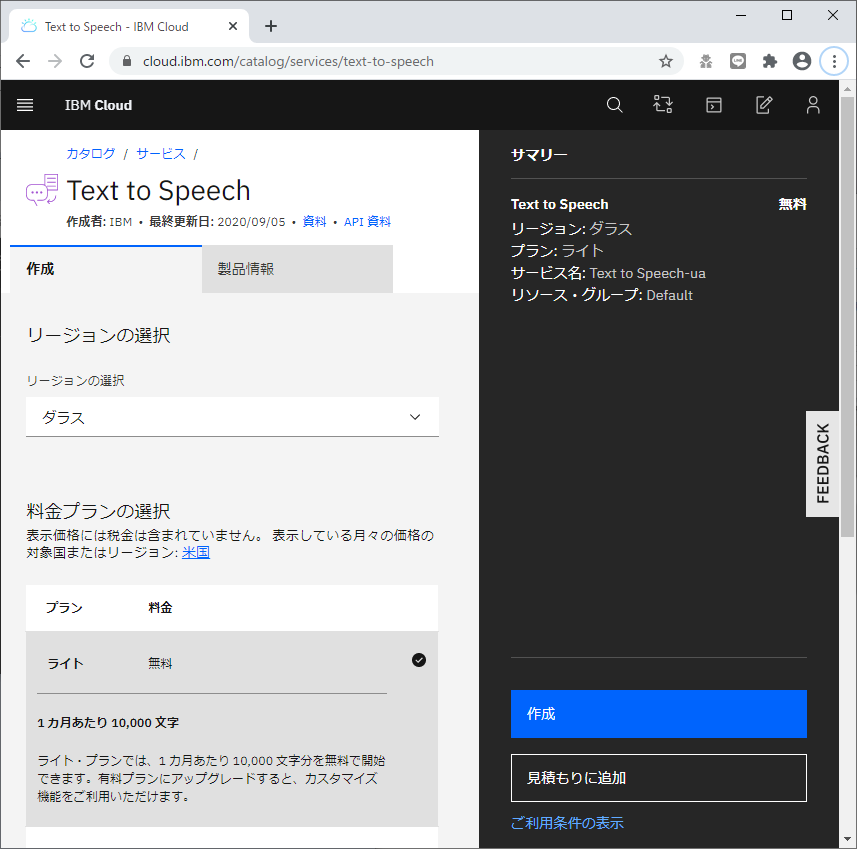 Text to Speech - IBM Cloud
cloud.ibm.com/catalog/services/text-to-speech
IBM Cloud
カタログ / サービス /
Text to Speech
作成者: IBM • 最終更新日: 2020/09/05 • 資料 • API 資料
作成
製品情報
リージョンの選択
リージョンの選択
ダラス
料金プランの選択
表示価格には税金は含まれていません。 表示している月々の価格の
対象国またはリージョン: 米国
プラン 料金
ライト 無料
1 カ月あたり 10,000 文字
ライト・プランでは、1 カ月あたり 10,000 文字分を無料で開始
できます。有料プランにアップグレードすると、カスタマイズ
機能をご利用いただけます。
サマリー
Text to Speech 無料
リージョン: ダラス
プラン: ライト
サービス名: Text to Speech-ua
リソース・グループ: Default
FEEDBACK
作成
見積もりに追加
ご利用条件の表示